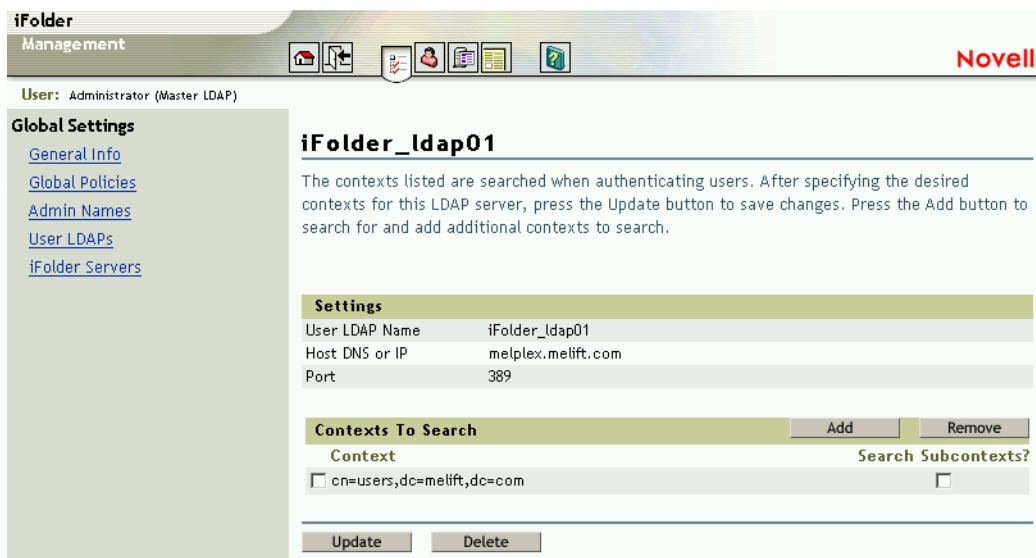 iFolder
Management
Novell
User: Administrator (Master LDAP)
Global Settings
General Info
Global Policies
Admin Names
User LDAPs
iFolder Servers
iFolder_ldap01
The contexts listed are searched when authenticating users. After specifying the desired
contexts for this LDAP server, press the Update button to save changes. Press the Add button to
search for and add additional contexts to search.
Settings
User LDAP Name iFolder_ldap01
Host DNS or IP melplex.melift.com
Port 389
Contexts To Search Add Remove
Context Search Subcontexts?
cn=users,dc=melift,dc=com
Update Delete